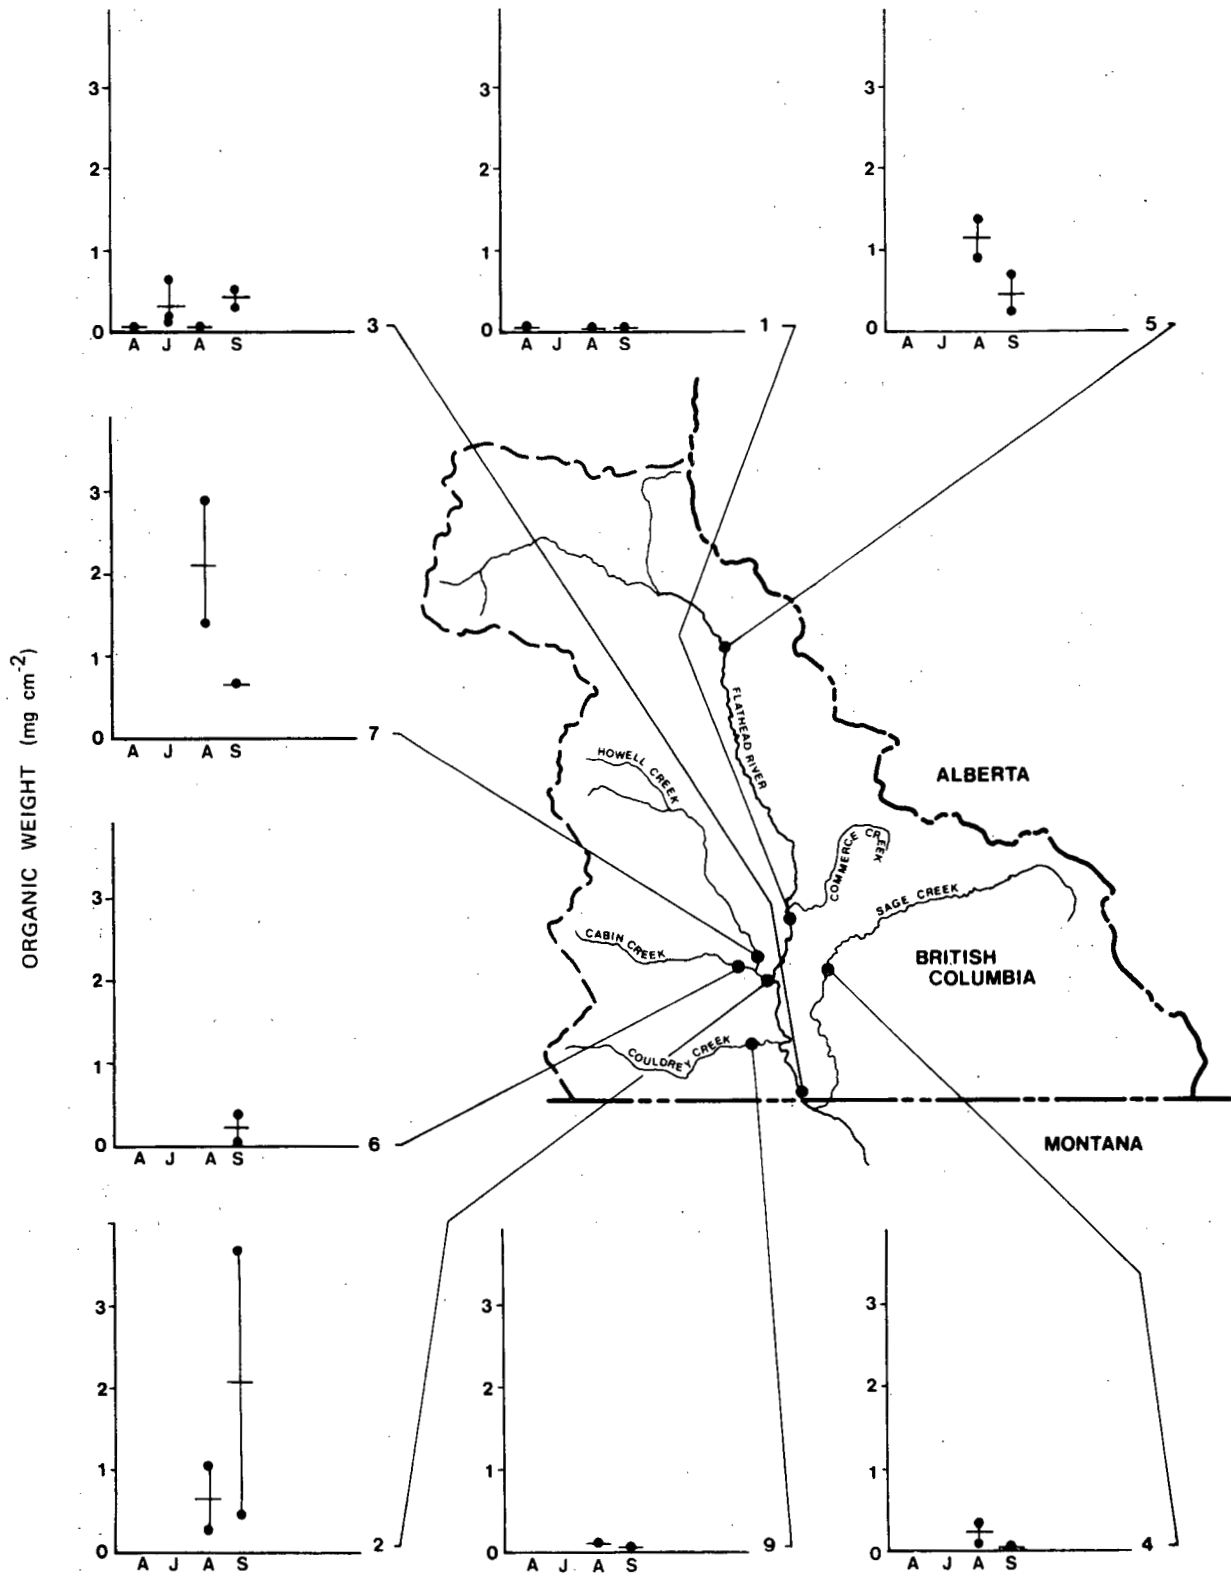 3
2
1
0
A J A S
3
3
2
1
0
A J A S
1
3
2
1
0
A J A S
5
ORGANIC WEIGHT (mg cm⁻²)
3
2
1
0
A J A S
7
3
2
1
0
A J A S
6
3
2
1
0
A J A S
2
3
2
1
0
A J A S
9
3
2
1
0
A J A S
4
FLATHEAD RIVER
HOWELL CREEK
ALBERTA
COMMERCE CREEK
SAGE CREEK
CABIN CREEK
BRITISH
COLUMBIA
COULDREY CREEK
MONTANA